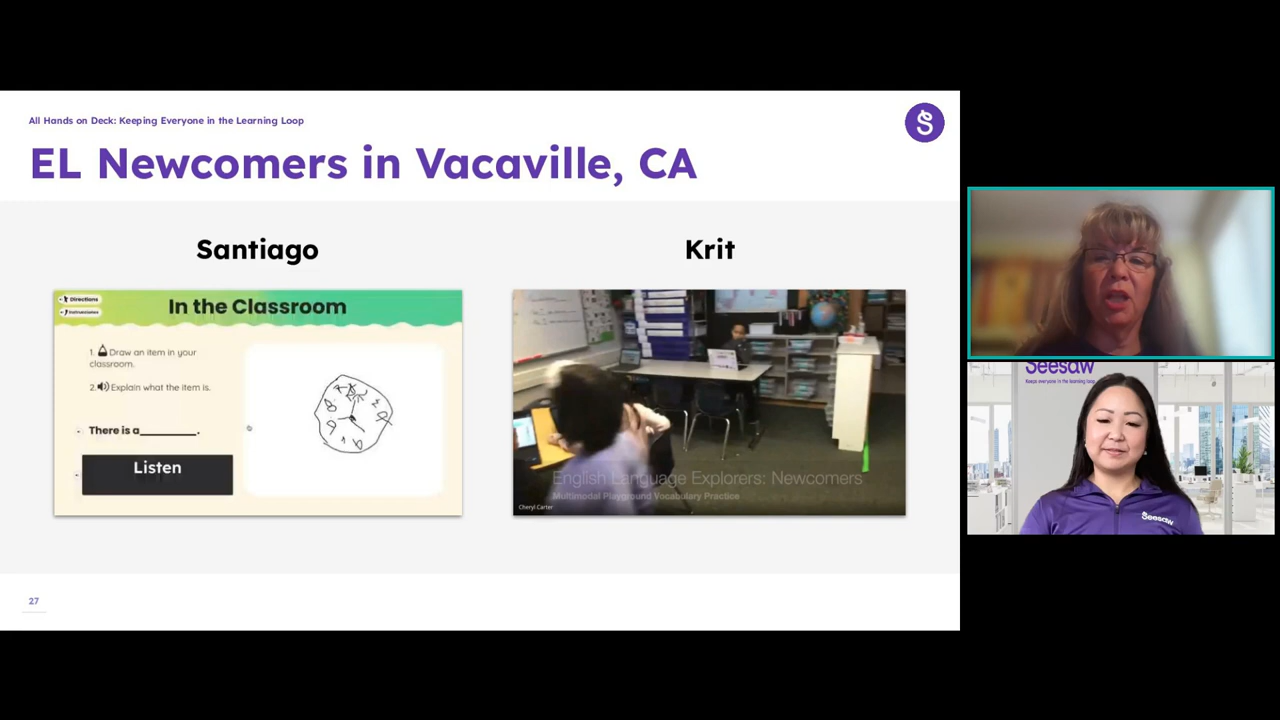 All Hands on Deck: Keeping Everyone in the Learning Loop
EL Newcomers in Vacaville, CA
Santiago
Krit
Directions
Instructions
In the Classroom
1. Draw an item in your
classroom.
2. Explain what the item is.
There is a________.
Listen
English Language Explorers: Newcomers
Multimodal Playground Vocabulary Practice
Cheryl Carter
27
Seesaw
Keeps everyone in the learning loop
Seesaw